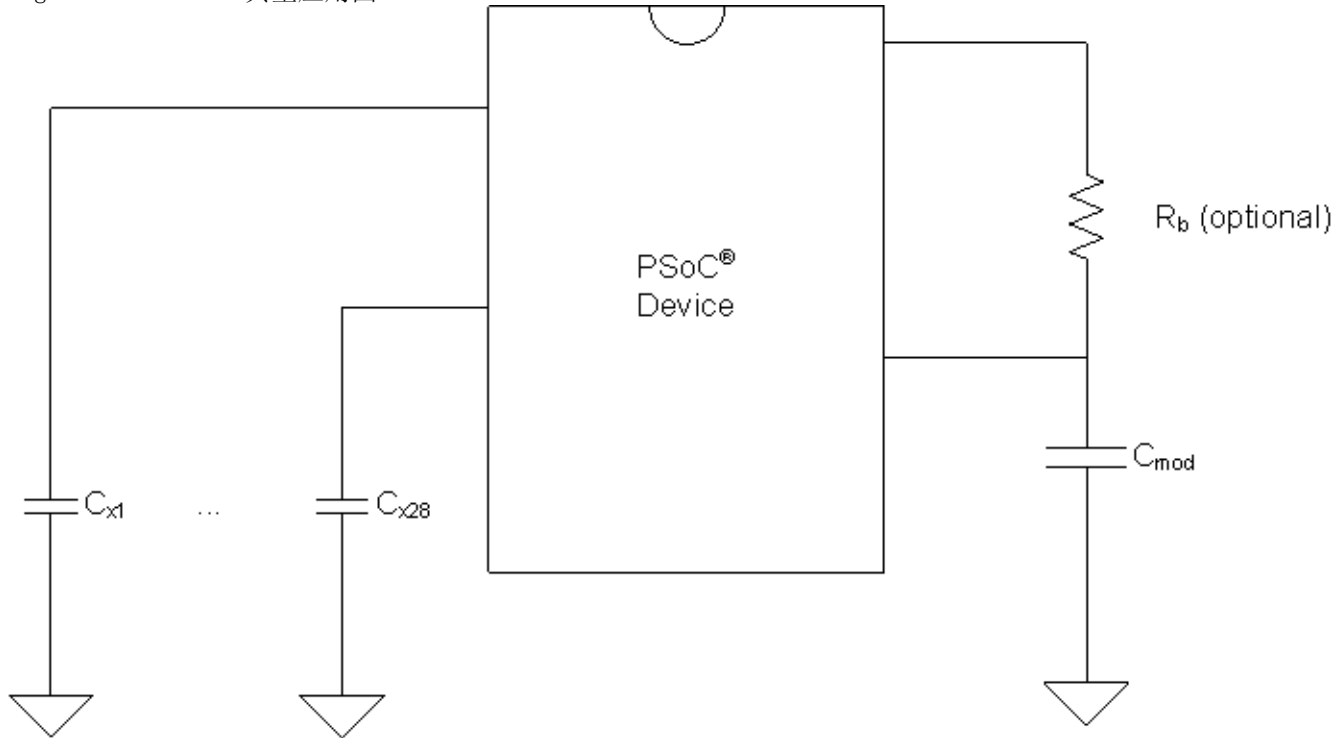 PSoC®
Device
Rb (optional)
Cmod
Cx1
...
Cx28